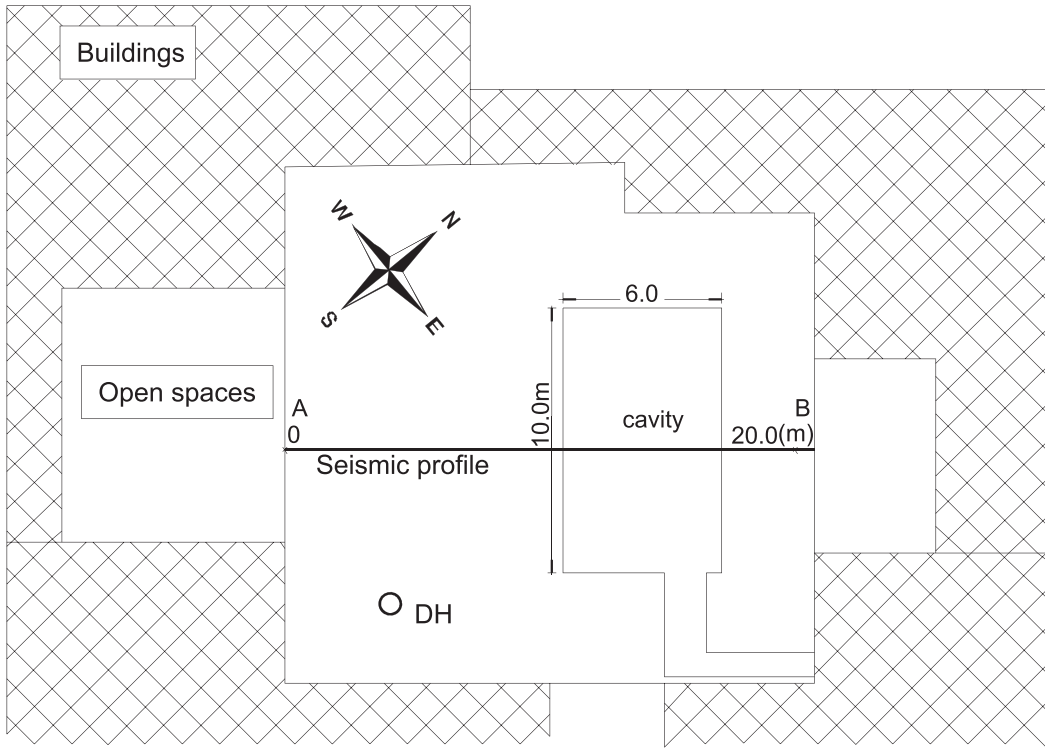 Buildings
W
N
S
E
6.0
Open spaces
10.0m
cavity
A
B
0
20.0(m)
Seismic profile
DH